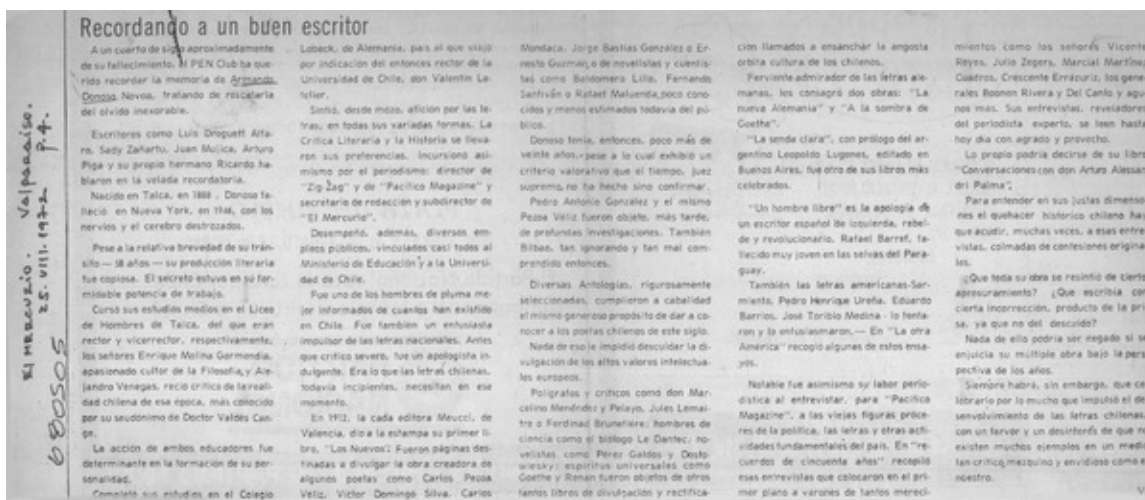 Recordando a un buen escritor
A un cuarto de siglo aproximadamente
de su fallecimiento, el PEN Club ha que-
rido recordar la memoria de Armando
Donoso Novoa, tratando de rescatarla
del olvido inexorable.
Escritores como Luis Droguett Alfa-
ro, Sady Zañartu, Juan Mujica, Arturo
Piga y su propio hermano Ricardo ha-
blaron en la velada recordatoria.
Nacido en Talca, en 1888, Donoso fa-
lleció en Nueva York, en 1946, con los
nervios y el cerebro destrozados.
Pese a la relativa brevedad de su trán-
sito — 58 años — su producción literaria
fue copiosa. El secreto estuvo en su for-
midable potencia de trabajo.
Cursó sus estudios medios en el Liceo
de Hombres de Talca, del que eran
rector y vicerrector, respectivamente,
los señores Enrique Molina Garmendia,
apasionado cultor de la Filosofía, y Ale-
jandro Venegas, recio crítico de la reali-
dad chilena de esa época, más conocido
por su seudónimo de Doctor Valdés Can-
ge.
La acción de ambos educadores fue
determinante en la formación de su per-
sonalidad.
Completó sus estudios en el Colegio
Lobeck, de Alemania, país al que viajó
por indicación del entonces rector de la
Universidad de Chile, don Valentín Le-
telier.
Sintió, desde mozo, afición por las le-
tras, en todas sus variadas formas. La
Crítica Literaria y la Historia se lleva-
ron sus preferencias. Incursionó asi-
mismo por el periodismo: director de
"Zig Zag" y de "Pacífico Magazine" y
secretario de redacción y subdirector de
"El Mercurio".
Desempeñó, además, diversos em-
pleos públicos, vinculados casi todos al
Ministerio de Educación y a la Universi-
dad de Chile.
Fue uno de los hombres de pluma me-
jor informados de cuantos han existido
en Chile. Fue también un entusiasta
impulsor de las letras nacionales. Antes
que crítico severo, fue un apologista in-
dulgente. Era lo que las letras chilenas,
todavía incipientes, necesitan en ese
momento.
En 1912, la cada editora Meucci, de
Valencia, dio a la estampa su primer li-
bro, "Los Nuevos". Fueron páginas des-
tinadas a divulgar la obra creadora de
algunos poetas como Carlos Pezoa
Véliz, Víctor Domingo Silva, Carlos
Mondaca, Jorge Bastías González o Er-
nesto Guzmán, o de novelistas y cuentis-
tas como Baldomero Lillo, Fernando
Santiván o Rafael Maluenda, poco cono-
cidos y menos estimados todavía del pú-
blico.
Donoso tenía, entonces, poco más de
veinte años, pese a lo cual exhibió un
criterio valorativo que el tiempo, juez
supremo, no ha hecho sino confirmar.
Pedro Antonio González y el mismo
Pezoa Véliz fueron objeto, más tarde,
de profundas investigaciones. También
Bilbao, tan ignorado y tan mal com-
prendido entonces.
Diversas Antologías, rigurosamente
seleccionadas, cumplieron a cabalidad
el mismo generoso propósito de dar a co-
nocer a los poetas chilenos de este siglo.
Nada de eso le impidió descuidar la di-
vulgación de los altos valores intelectua-
les europeos.
Polígrafos y críticos como don Mar-
celino Menéndez y Pelayo, Jules Lemai-
tre o Ferdinad Brunetiere; hombres de
ciencia como el biólogo Le Dantec; no-
velistas como Pérez Galdós y Dosto-
wiesky; espíritus universales como
Goethe y Renán fueron objetos de otros
tantos libros de divulgación y rectifica-
ción llamados a ensanchar la angosta
órbita cultura de los chilenos.
Ferviente admirador de las letras ale-
manas, les consagró dos obras: "La
nueva Alemania" y "A la sombra de
Goethe".
"La senda clara", con prólogo del ar-
gentino Leopoldo Lugones, editado en
Buenos Aires, fue otro de sus libros más
celebrados.
"Un hombre libre" es la apología de
un escritor español de izquierda, rebel-
de y revolucionario, Rafael Barret, fa-
llecido muy joven en las selvas del Para-
guay.
También las letras americanas-Sar-
miento, Pedro Henrique Ureña, Eduardo
Barrios, José Toribio Medina - lo tenta-
ron y lo entusiasmaron.— En "La otra
América" recogió algunos de estos ensa-
yos.
Notable fue asimismo su labor perio-
dística al entrevistar, para "Pacífico
Magazine", a las viejas figuras próce-
res de la política, las letras y otras acti-
vidades fundamentales del país. En "re-
cuerdos de cincuenta años" recopiló
esas entrevistas que colocaron en el pri-
mer plano a varones de tantos mereci-
mientos como los señores Vicente
Reyes, Julio Zegers, Marcial Martínez
Cuadros, Crescente Errázuriz, los gene-
rales Boonen Rivera y Del Canto y algu-
nos más. Sus entrevistas, reveladoras
del periodista experto, se leen hasta
hoy día con agrado y provecho.
Lo propio podría decirse de su libro
"Conversaciones con don Arturo Alessan-
dri Palma".
Para entender en sus justas dimensio-
nes el quehacer histórico chileno hay
que acudir, muchas veces, a esas entre-
vistas, colmadas de confesiones origina-
les.
¿Que toda su obra se resintió de cierto
apresuramiento? ¿Que escribía con
cierta incorrección, producto de la pri-
sa, ya que no del descuido?
Nada de ello podría ser negado si se
enjuicia su múltiple obra bajo la pers-
pectiva de los años.
Siempre habrá, sin embargo, que ce-
lebrarlo por lo mucho que impulsó el de-
senvolvimiento de las letras chilenas,
con un fervor y un desinterés de que no
existen muchos ejemplos en un medio
tan crítico, mezquino y envidioso como el
nuestro.
El Mercurio. Valparaíso.
25. VIII. 1972 P.4.
680505